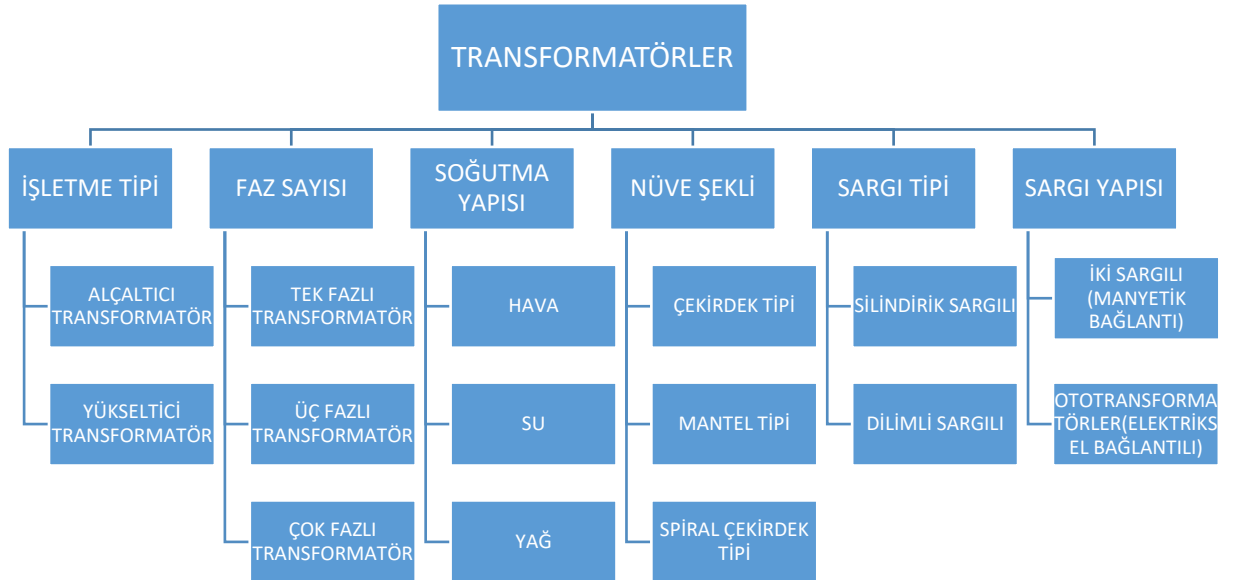 TRANSFORMATÖRLER
İŞLETME TİPİ
ALÇALTICI
TRANSFORMATÖR
YÜKSELTİCİ
TRANSFORMATÖR
FAZ SAYISI
TEK FAZLI
TRANSFORMATÖR
ÜÇ FAZLI
TRANSFORMATÖR
ÇOK FAZLI
TRANSFORMATÖR
SOĞUTMA
YAPISI
HAVA
SU
YAĞ
NÜVE ŞEKLİ
ÇEKİRDEK TİPİ
MANTEL TİPİ
SPİRAL ÇEKİRDEK
TİPİ
SARGI TİPİ
SİLİNDİRİK SARGILI
DİLİMLİ SARGILI
SARGI YAPISI
İKİ SARGILI
(MANYETİK
BAĞLANTI)
OTOTRANSFORMA
TÖRLER(ELEKTRİKS
EL BAĞLANTILI)